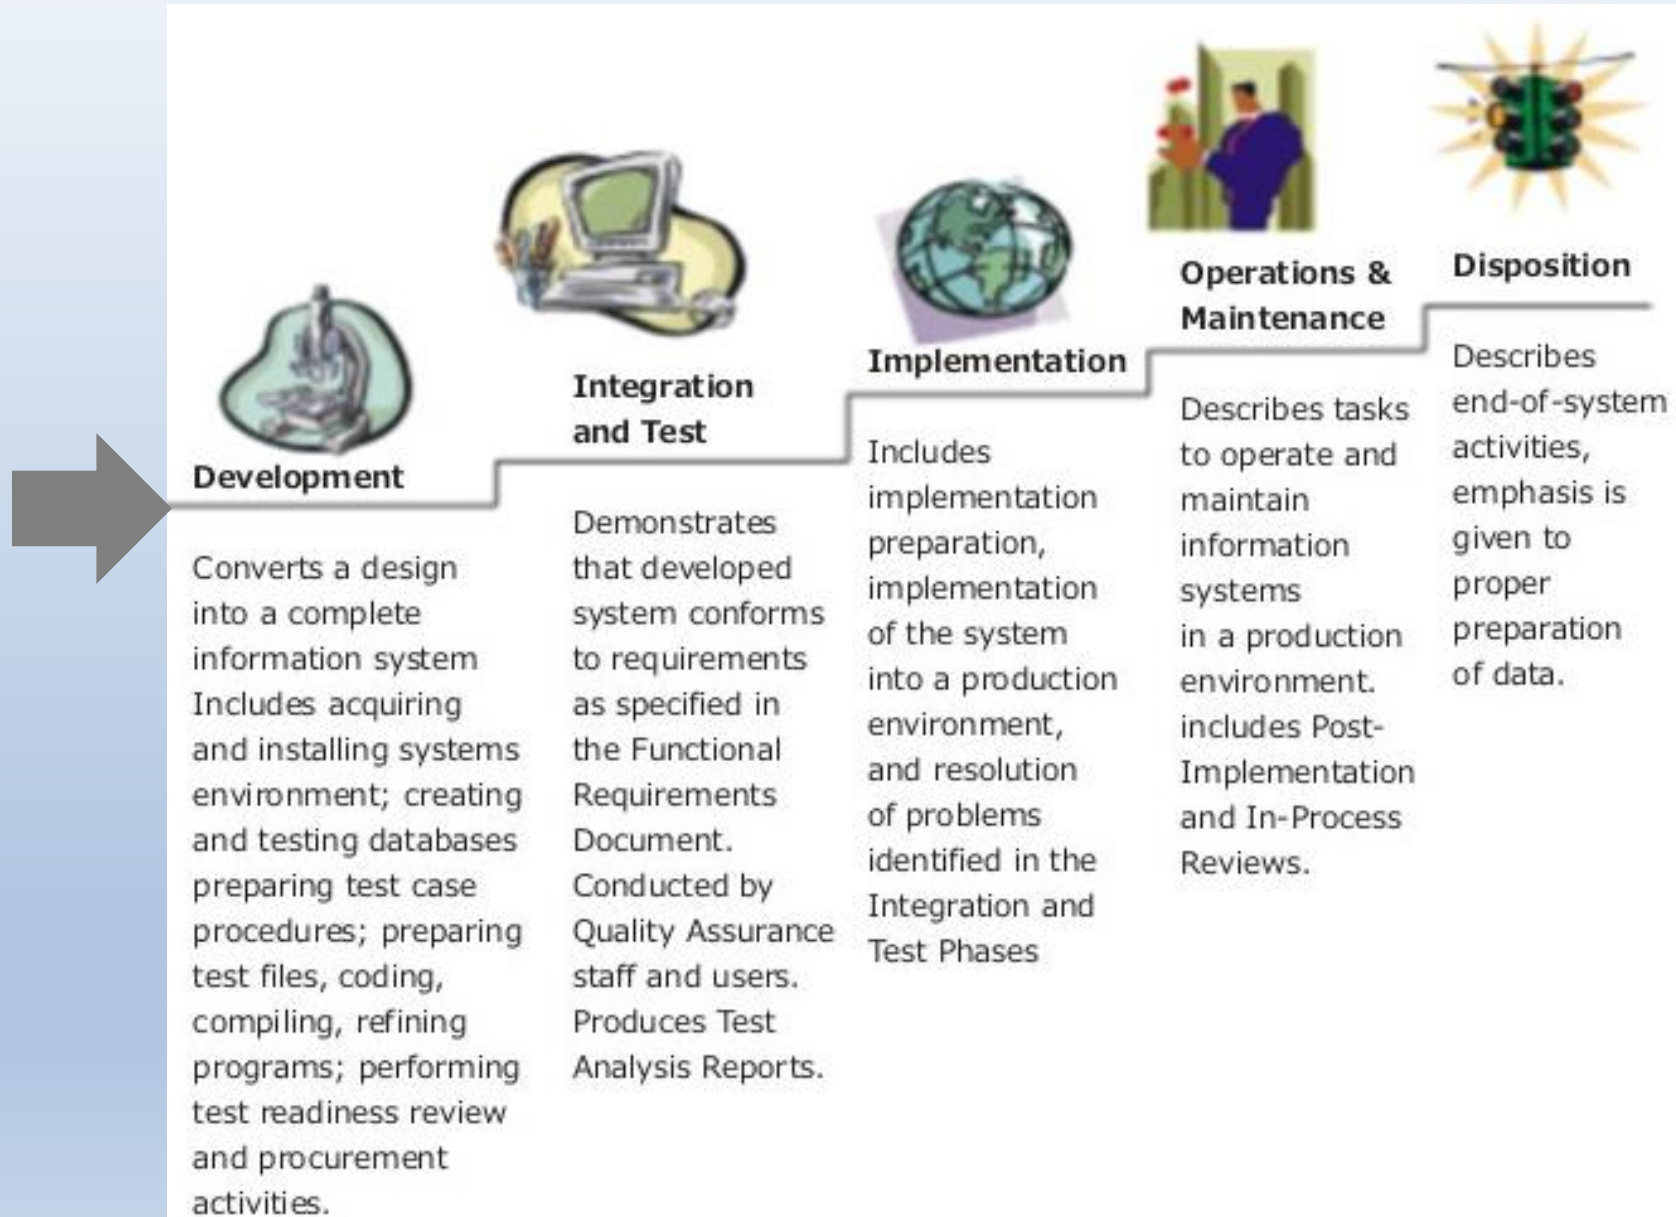 Development
Converts a design
into a complete
information system
Includes acquiring
and installing systems
environment; creating
and testing databases
preparing test case
procedures; preparing
test files, coding,
compiling, refining
programs; performing
test readiness review
and procurement
activities.
Integration
and Test
Demonstrates
that developed
system conforms
to requirements
as specified in
the Functional
Requirements
Document.
Conducted by
Quality Assurance
staff and users.
Produces Test
Analysis Reports.
Implementation
Includes
implementation
preparation,
implementation
of the system
into a production
environment,
and resolution
of problems
identified in the
Integration and
Test Phases
Operations &
Maintenance
Describes tasks
to operate and
maintain
information
systems
in a production
environment.
includes Post-
Implementation
and In-Process
Reviews.
Disposition
Describes
end-of-system
activities,
emphasis is
given to
proper
preparation
of data.